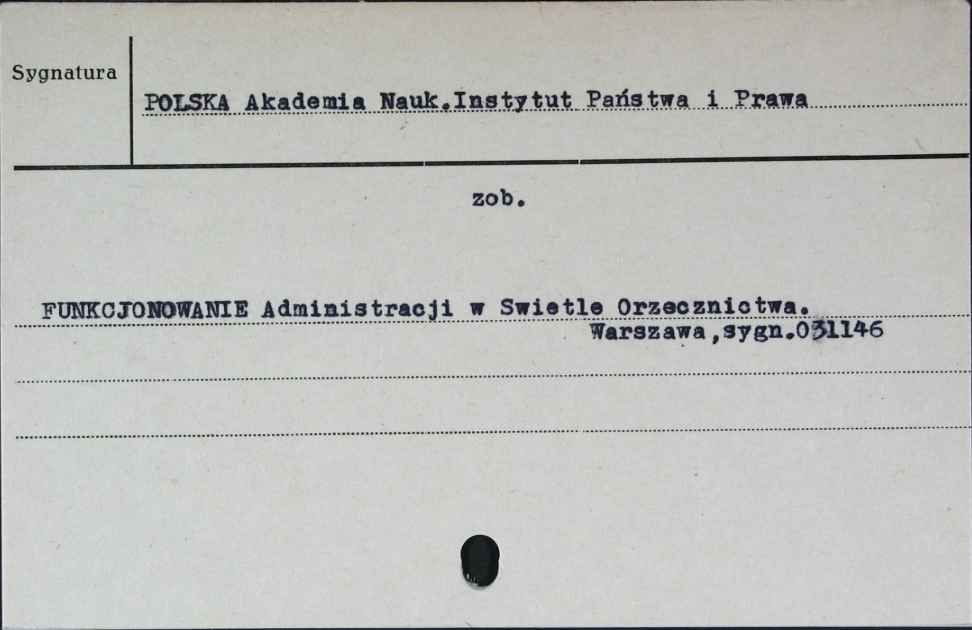 Sygnatura
POLSKA Akademia Nauk.Instytut Państwa i Prawa
zob.
FUNKCJONOWANIE Administracji w Swietle Orzecznictwa.
Warszawa,sygn.031146